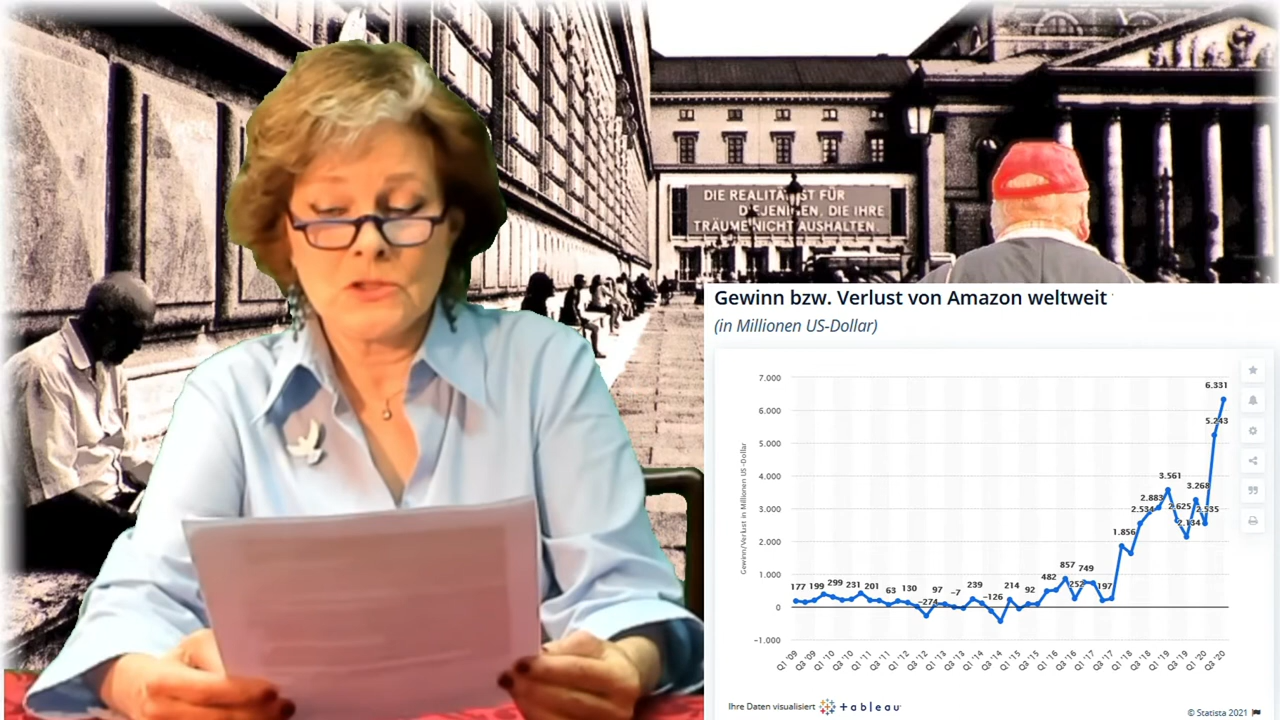 DIE REALITÄT IST FÜR
DIEJENIGEN, DIE IHRE
TRÄUME NICHT AUSHALTEN.
Gewinn bzw. Verlust von Amazon weltweit
(in Millionen US-Dollar)
Gewinn/Verlust in Millionen US-Dollar
7.000
6.000
5.000
4.000
3.000
2.000
1.000
0
−1.000
177 199 299 231 201 63 130 −274 97 −7 239 −126 214 92 482 857 252 749 197 1.856 2.534 2.883 3.561 2.625 2.134 3.268 2.535 5.243 6.331
Q1 '09 Q3 '09 Q1 '10 Q3 '10 Q1 '11 Q3 '11 Q1 '12 Q3 '12 Q1 '13 Q3 '13 Q1 '14 Q3 '14 Q1 '15 Q3 '15 Q1 '16 Q3 '16 Q1 '17 Q3 '17 Q1 '18 Q3 '18 Q1 '19 Q3 '19 Q1 '20 Q3 '20
Ihre Daten visualisiert +ableau
© Statista 2021